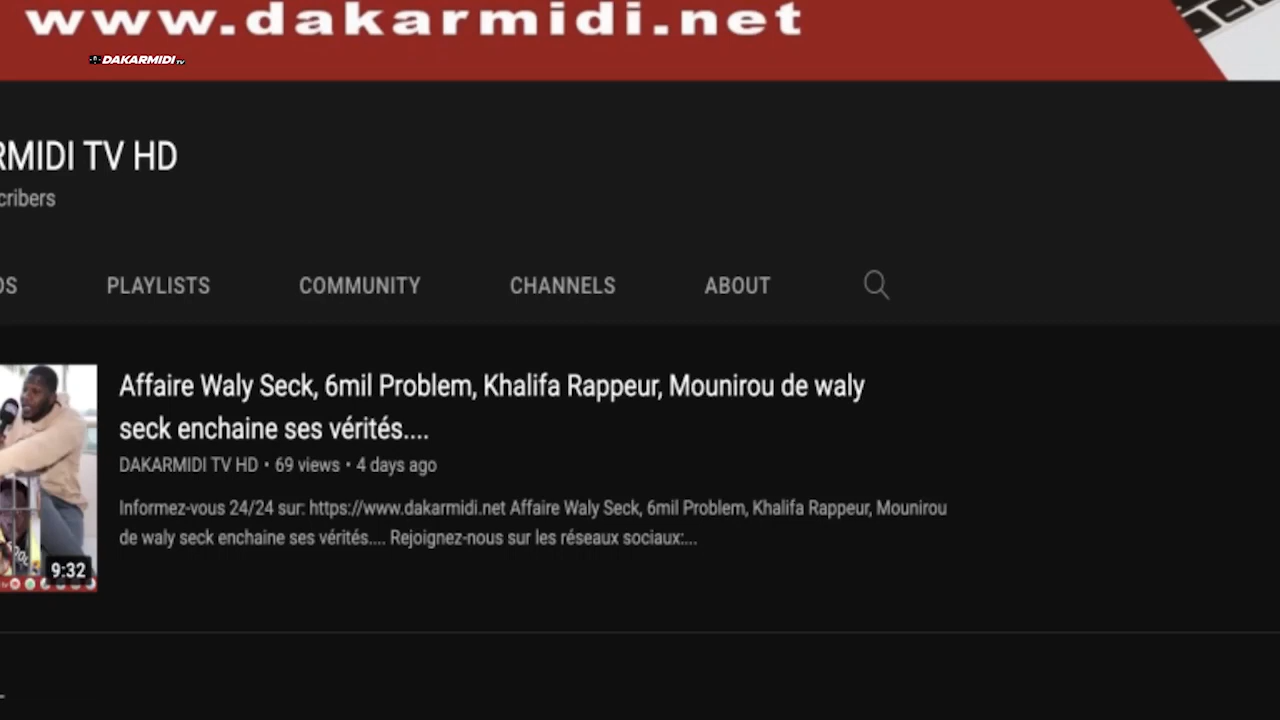 www.dakarmidi.net
DAKARMIDI TV
RMIDI TV HD
cribers
OS
PLAYLISTS
COMMUNITY
CHANNELS
ABOUT
Affaire Waly Seck, 6mil Problem, Khalifa Rappeur, Mounirou de waly
seck enchaine ses vérités....
DAKARMIDI TV HD • 69 views • 4 days ago
Informez-vous 24/24 sur: https://www.dakarmidi.net Affaire Waly Seck, 6mil Problem, Khalifa Rappeur, Mounirou
de waly seck enchaine ses vérités.... Rejoignez-nous sur les réseaux sociaux:...
9:32